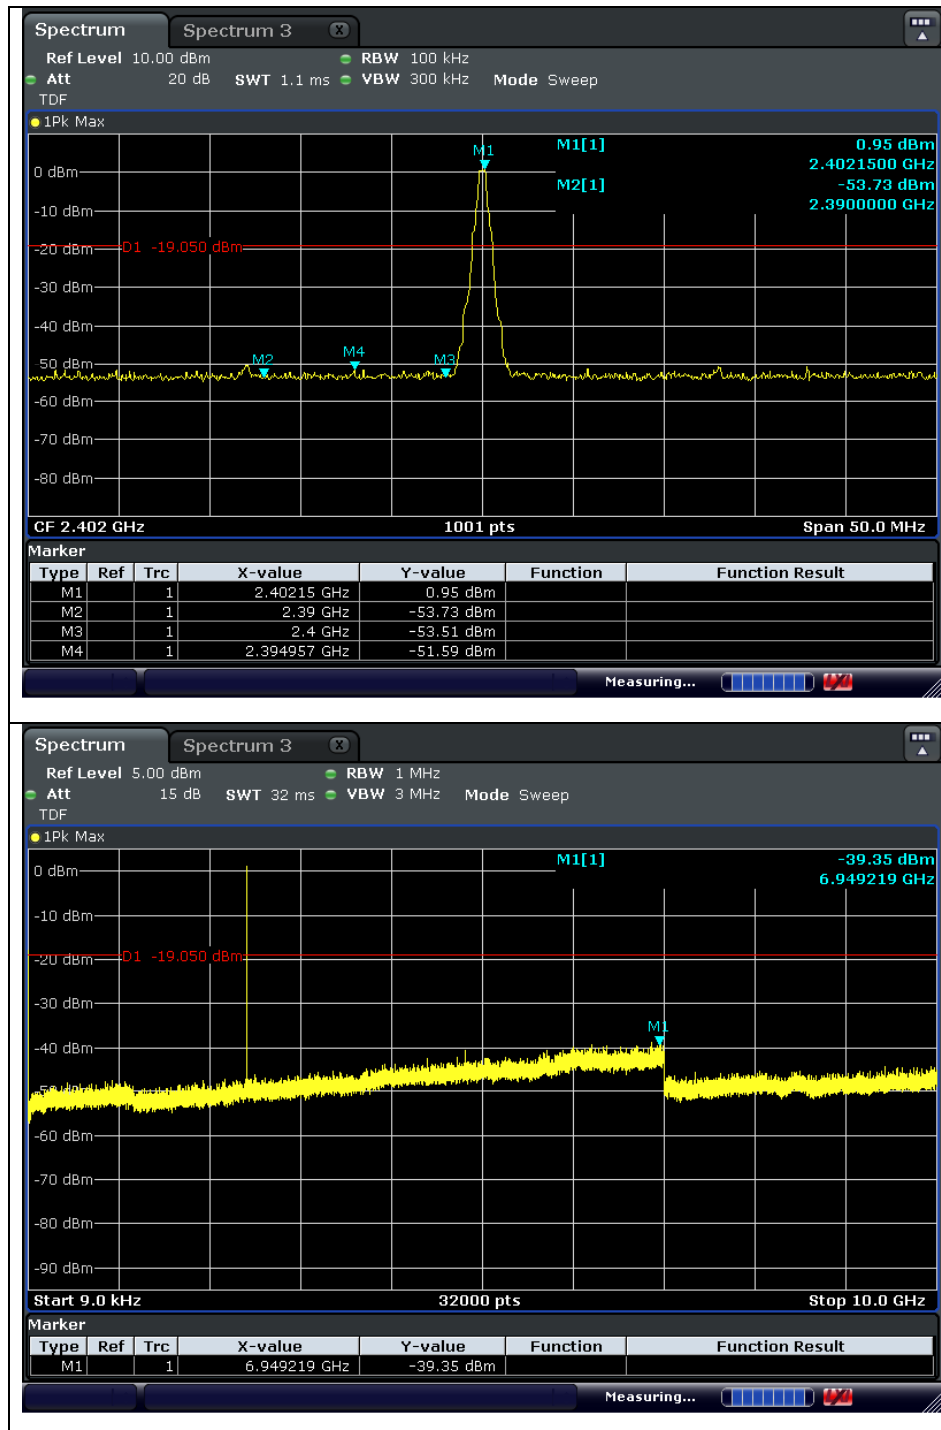 Spectrum Spectrum 3 X
Ref Level 10.00 dBm RBW 100 kHz
Att 20 dB SWT 1.1 ms VBW 300 kHz Mode Sweep
TDF
1Pk Max
M1[1] 0.95 dBm
2.4021500 GHz
M2[1] -53.73 dBm
2.3900000 GHz
M1
0 dBm
-10 dBm
-20 dBm D1 -19.050 dBm
-30 dBm
-40 dBm
-50 dBm M2 M4 M3
-60 dBm
-70 dBm
-80 dBm
CF 2.402 GHz 1001 pts Span 50.0 MHz
Marker
Type Ref Trc X-value Y-value Function Function Result
M1 1 2.40215 GHz 0.95 dBm
M2 1 2.39 GHz -53.73 dBm
M3 1 2.4 GHz -53.51 dBm
M4 1 2.394957 GHz -51.59 dBm
Measuring...
Spectrum Spectrum 3 X
Ref Level 5.00 dBm RBW 1 MHz
Att 15 dB SWT 32 ms VBW 3 MHz Mode Sweep
TDF
1Pk Max
M1[1] -39.35 dBm
6.949219 GHz
0 dBm
-10 dBm
-20 dBm D1 -19.050 dBm
-30 dBm
M1
-40 dBm
-50 dBm
-60 dBm
-70 dBm
-80 dBm
-90 dBm
Start 9.0 kHz 32000 pts Stop 10.0 GHz
Marker
Type Ref Trc X-value Y-value Function Function Result
M1 1 6.949219 GHz -39.35 dBm
Measuring...